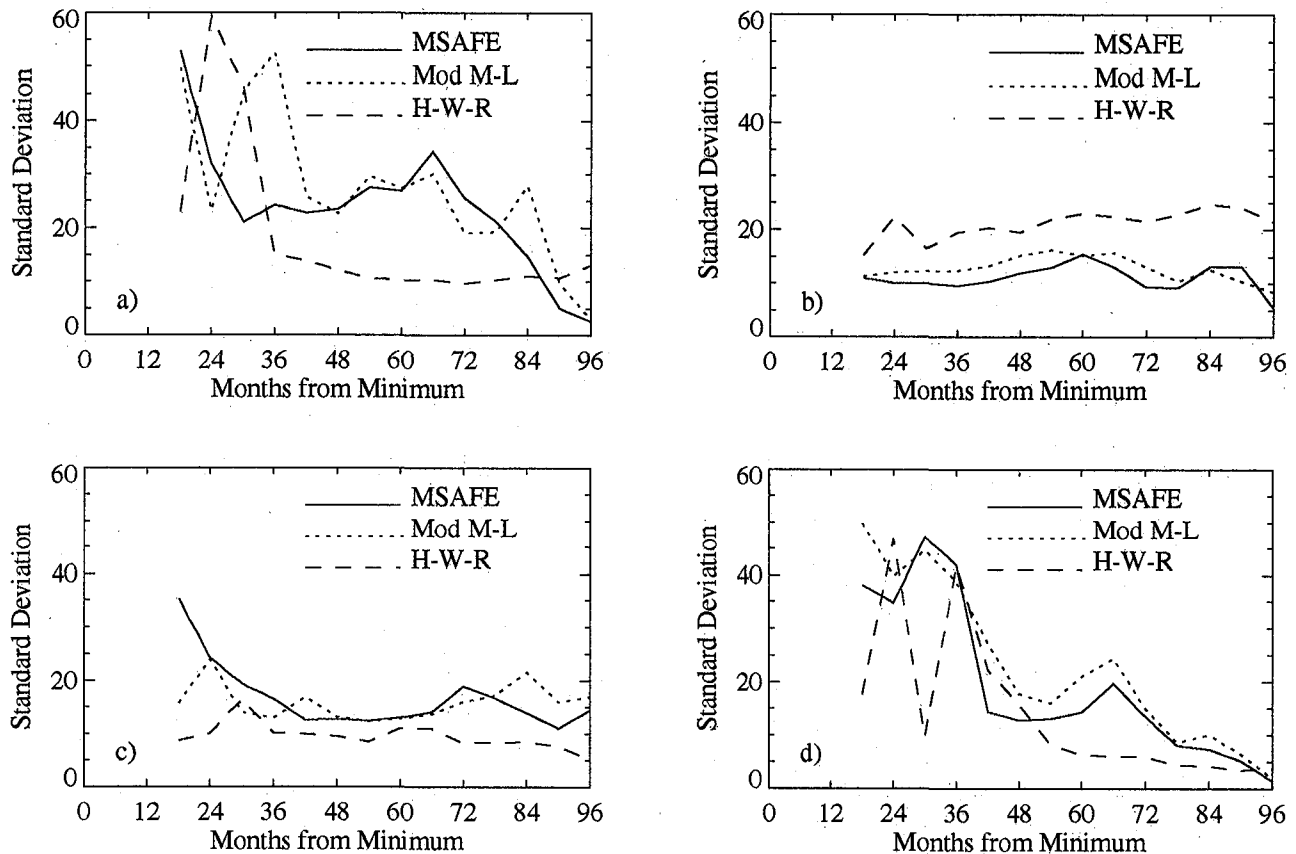 60
40
20
0
Standard Deviation
MSAFE
Mod M-L
H-W-R
a)
0 12 24 36 48 60 72 84 96
Months from Minimum
60
40
20
0
Standard Deviation
MSAFE
Mod M-L
H-W-R
b)
0 12 24 36 48 60 72 84 96
Months from Minimum
60
40
20
0
Standard Deviation
MSAFE
Mod M-L
H-W-R
c)
0 12 24 36 48 60 72 84 96
Months from Minimum
60
40
20
0
Standard Deviation
MSAFE
Mod M-L
H-W-R
d)
0 12 24 36 48 60 72 84 96
Months from Minimum